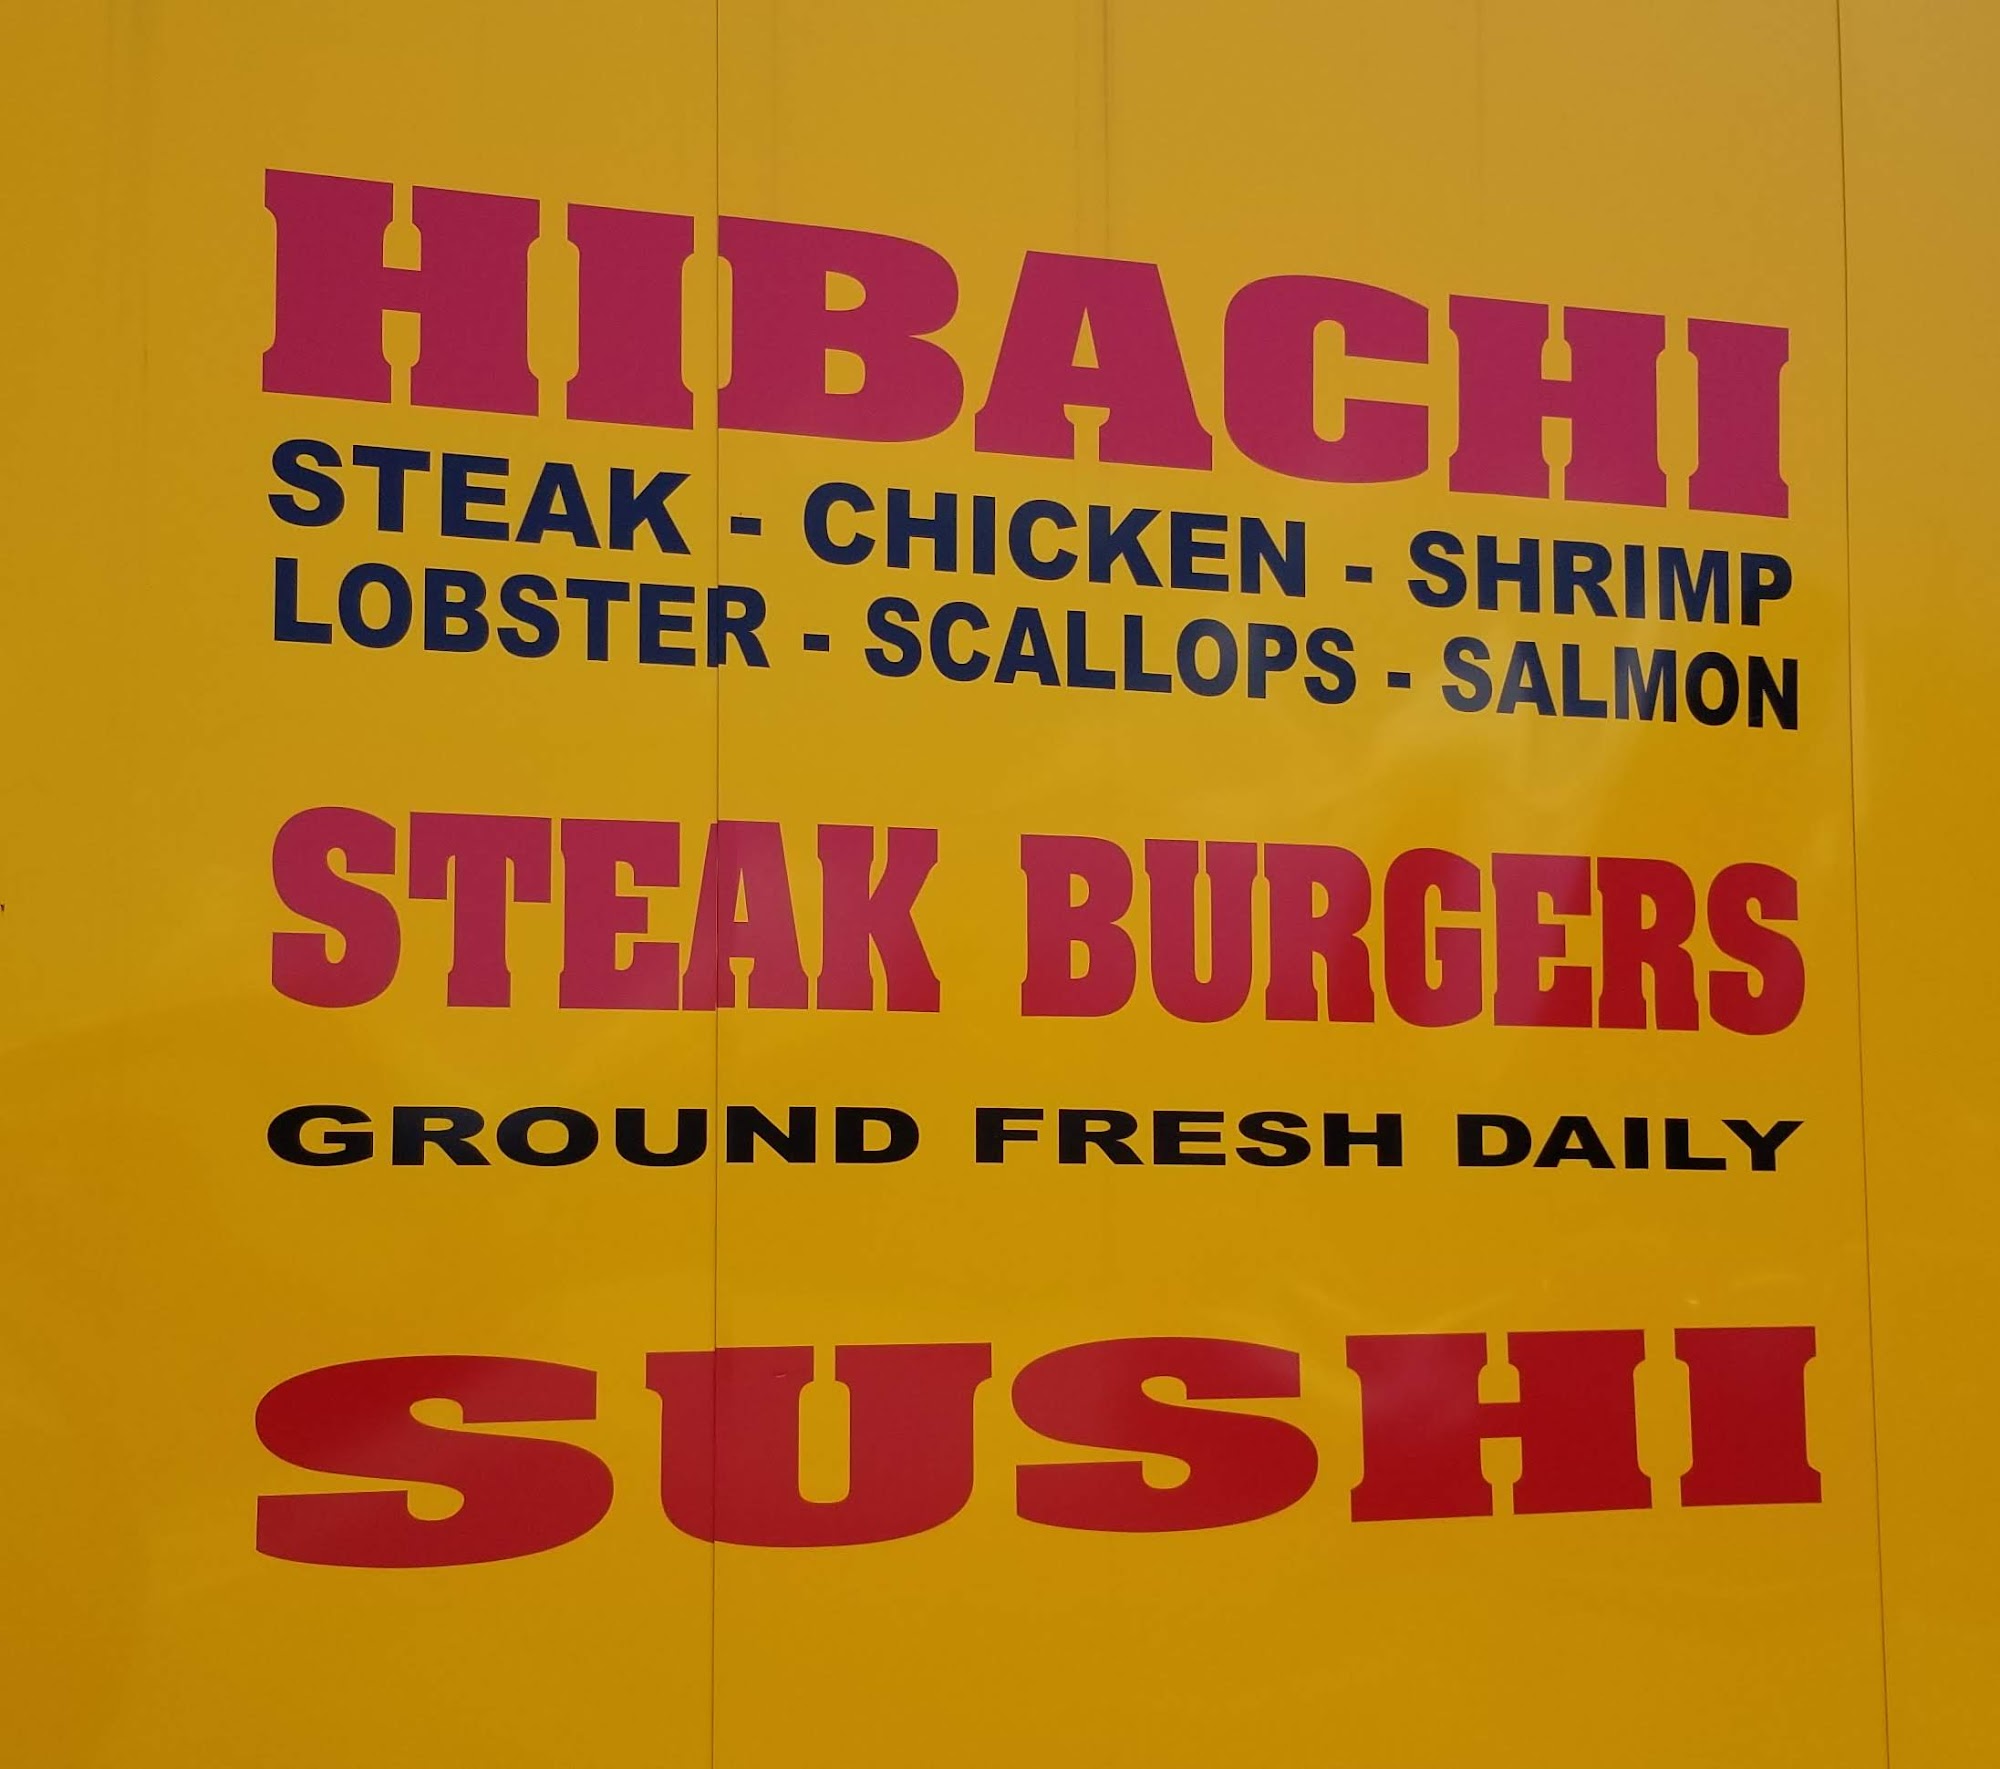 HIBACHI
STEAK - CHICKEN - SHRIMP
LOBSTER - SCALLOPS - SALMON
STEAK BURGERS
GROUND FRESH DAILY
SUSHI